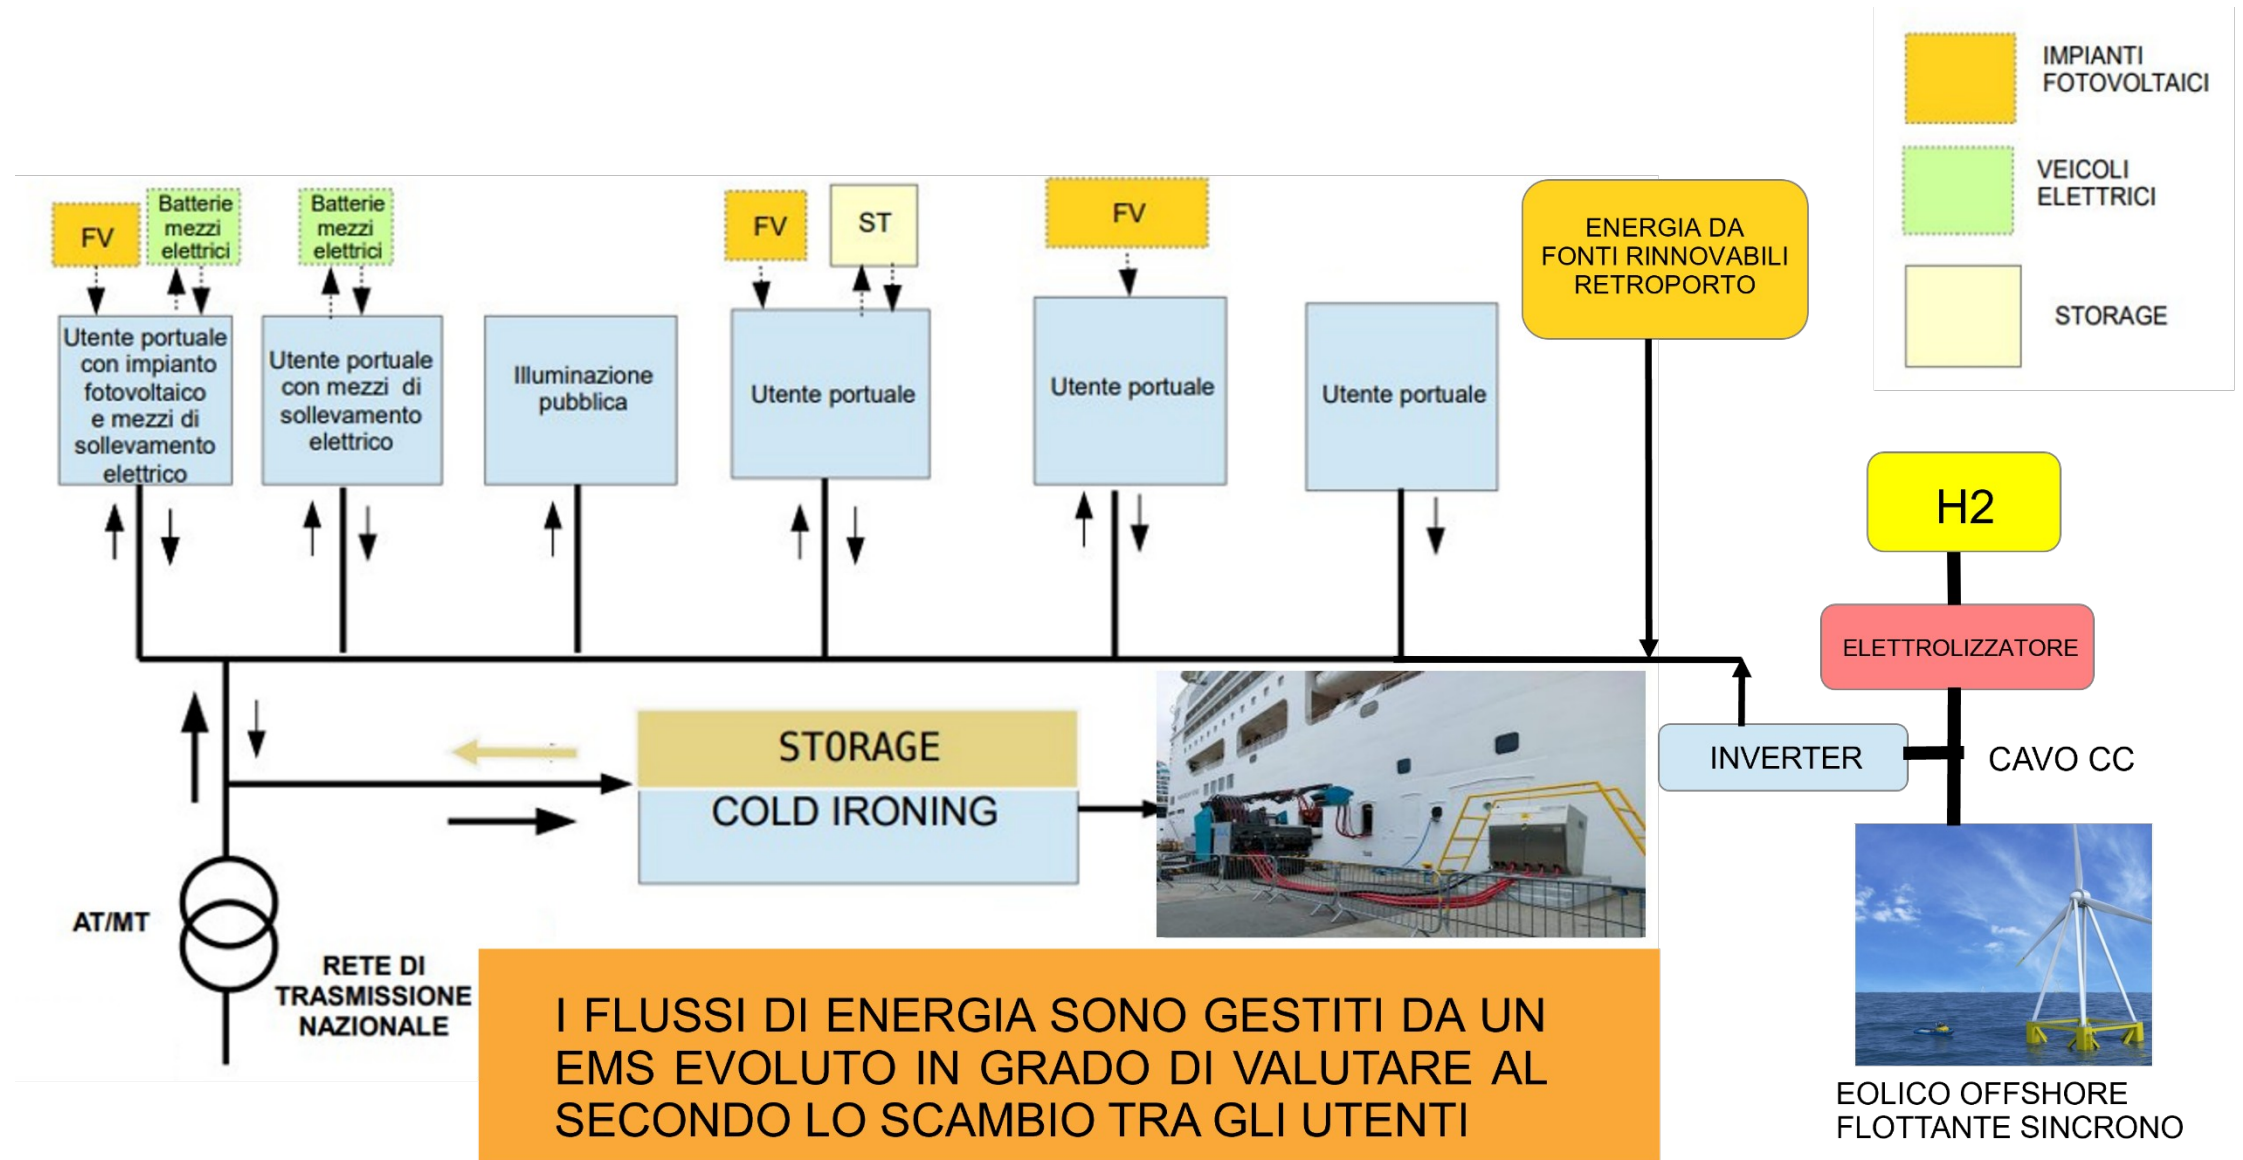 IMPIANTI
FOTOVOLTAICI
VEICOLI
ELETTRICI
STORAGE
FV
Batterie
mezzi
elettrici
Batterie
mezzi
elettrici
FV
ST
FV
ENERGIA DA
FONTI RINNOVABILI
RETROPORTO
Utente portuale
con impianto
fotovoltaico
e mezzi di
sollevamento
elettrico
Utente portuale
con mezzi di
sollevamento
elettrico
Illuminazione
pubblica
Utente portuale
Utente portuale
Utente portuale
H2
ELETTROLIZZATORE
INVERTER
CAVO CC
STORAGE
COLD IRONING
AT/MT
RETE DI
TRASMISSIONE
NAZIONALE
I FLUSSI DI ENERGIA SONO GESTITI DA UN
EMS EVOLUTO IN GRADO DI VALUTARE AL
SECONDO LO SCAMBIO TRA GLI UTENTI
EOLICO OFFSHORE
FLOTTANTE SINCRONO